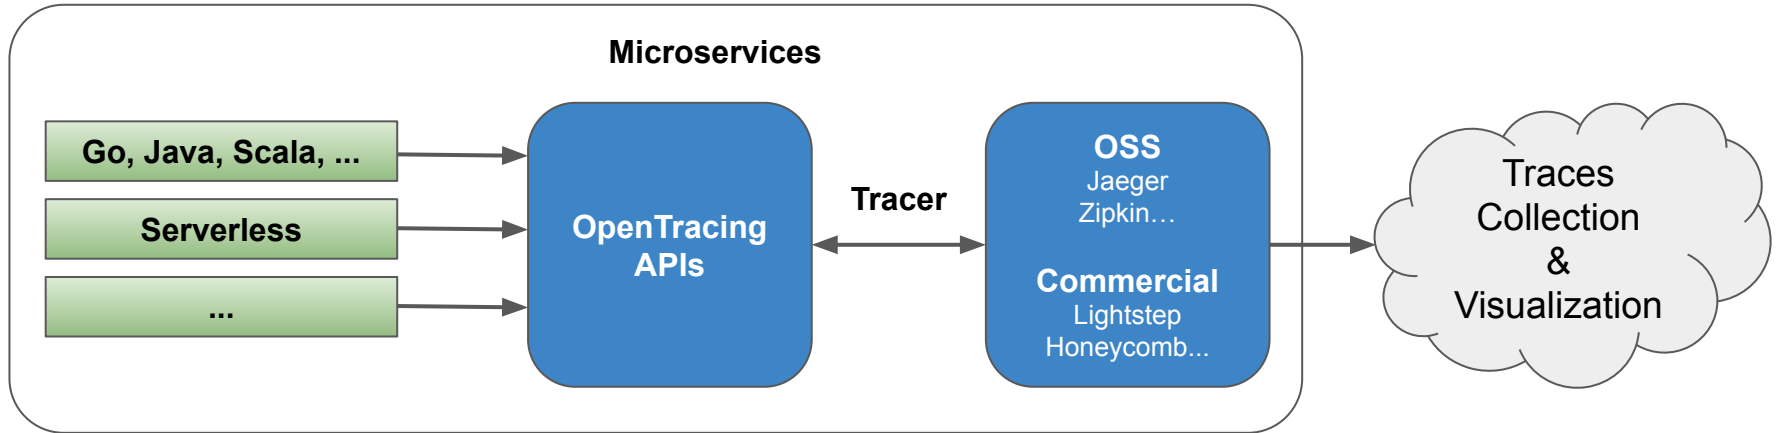 Microservices
Go, Java, Scala, ...
Serverless
...
OpenTracing
APIs
Tracer
OSS
Jaeger
Zipkin…
Commercial
Lightstep
Honeycomb...
Traces
Collection
&
Visualization